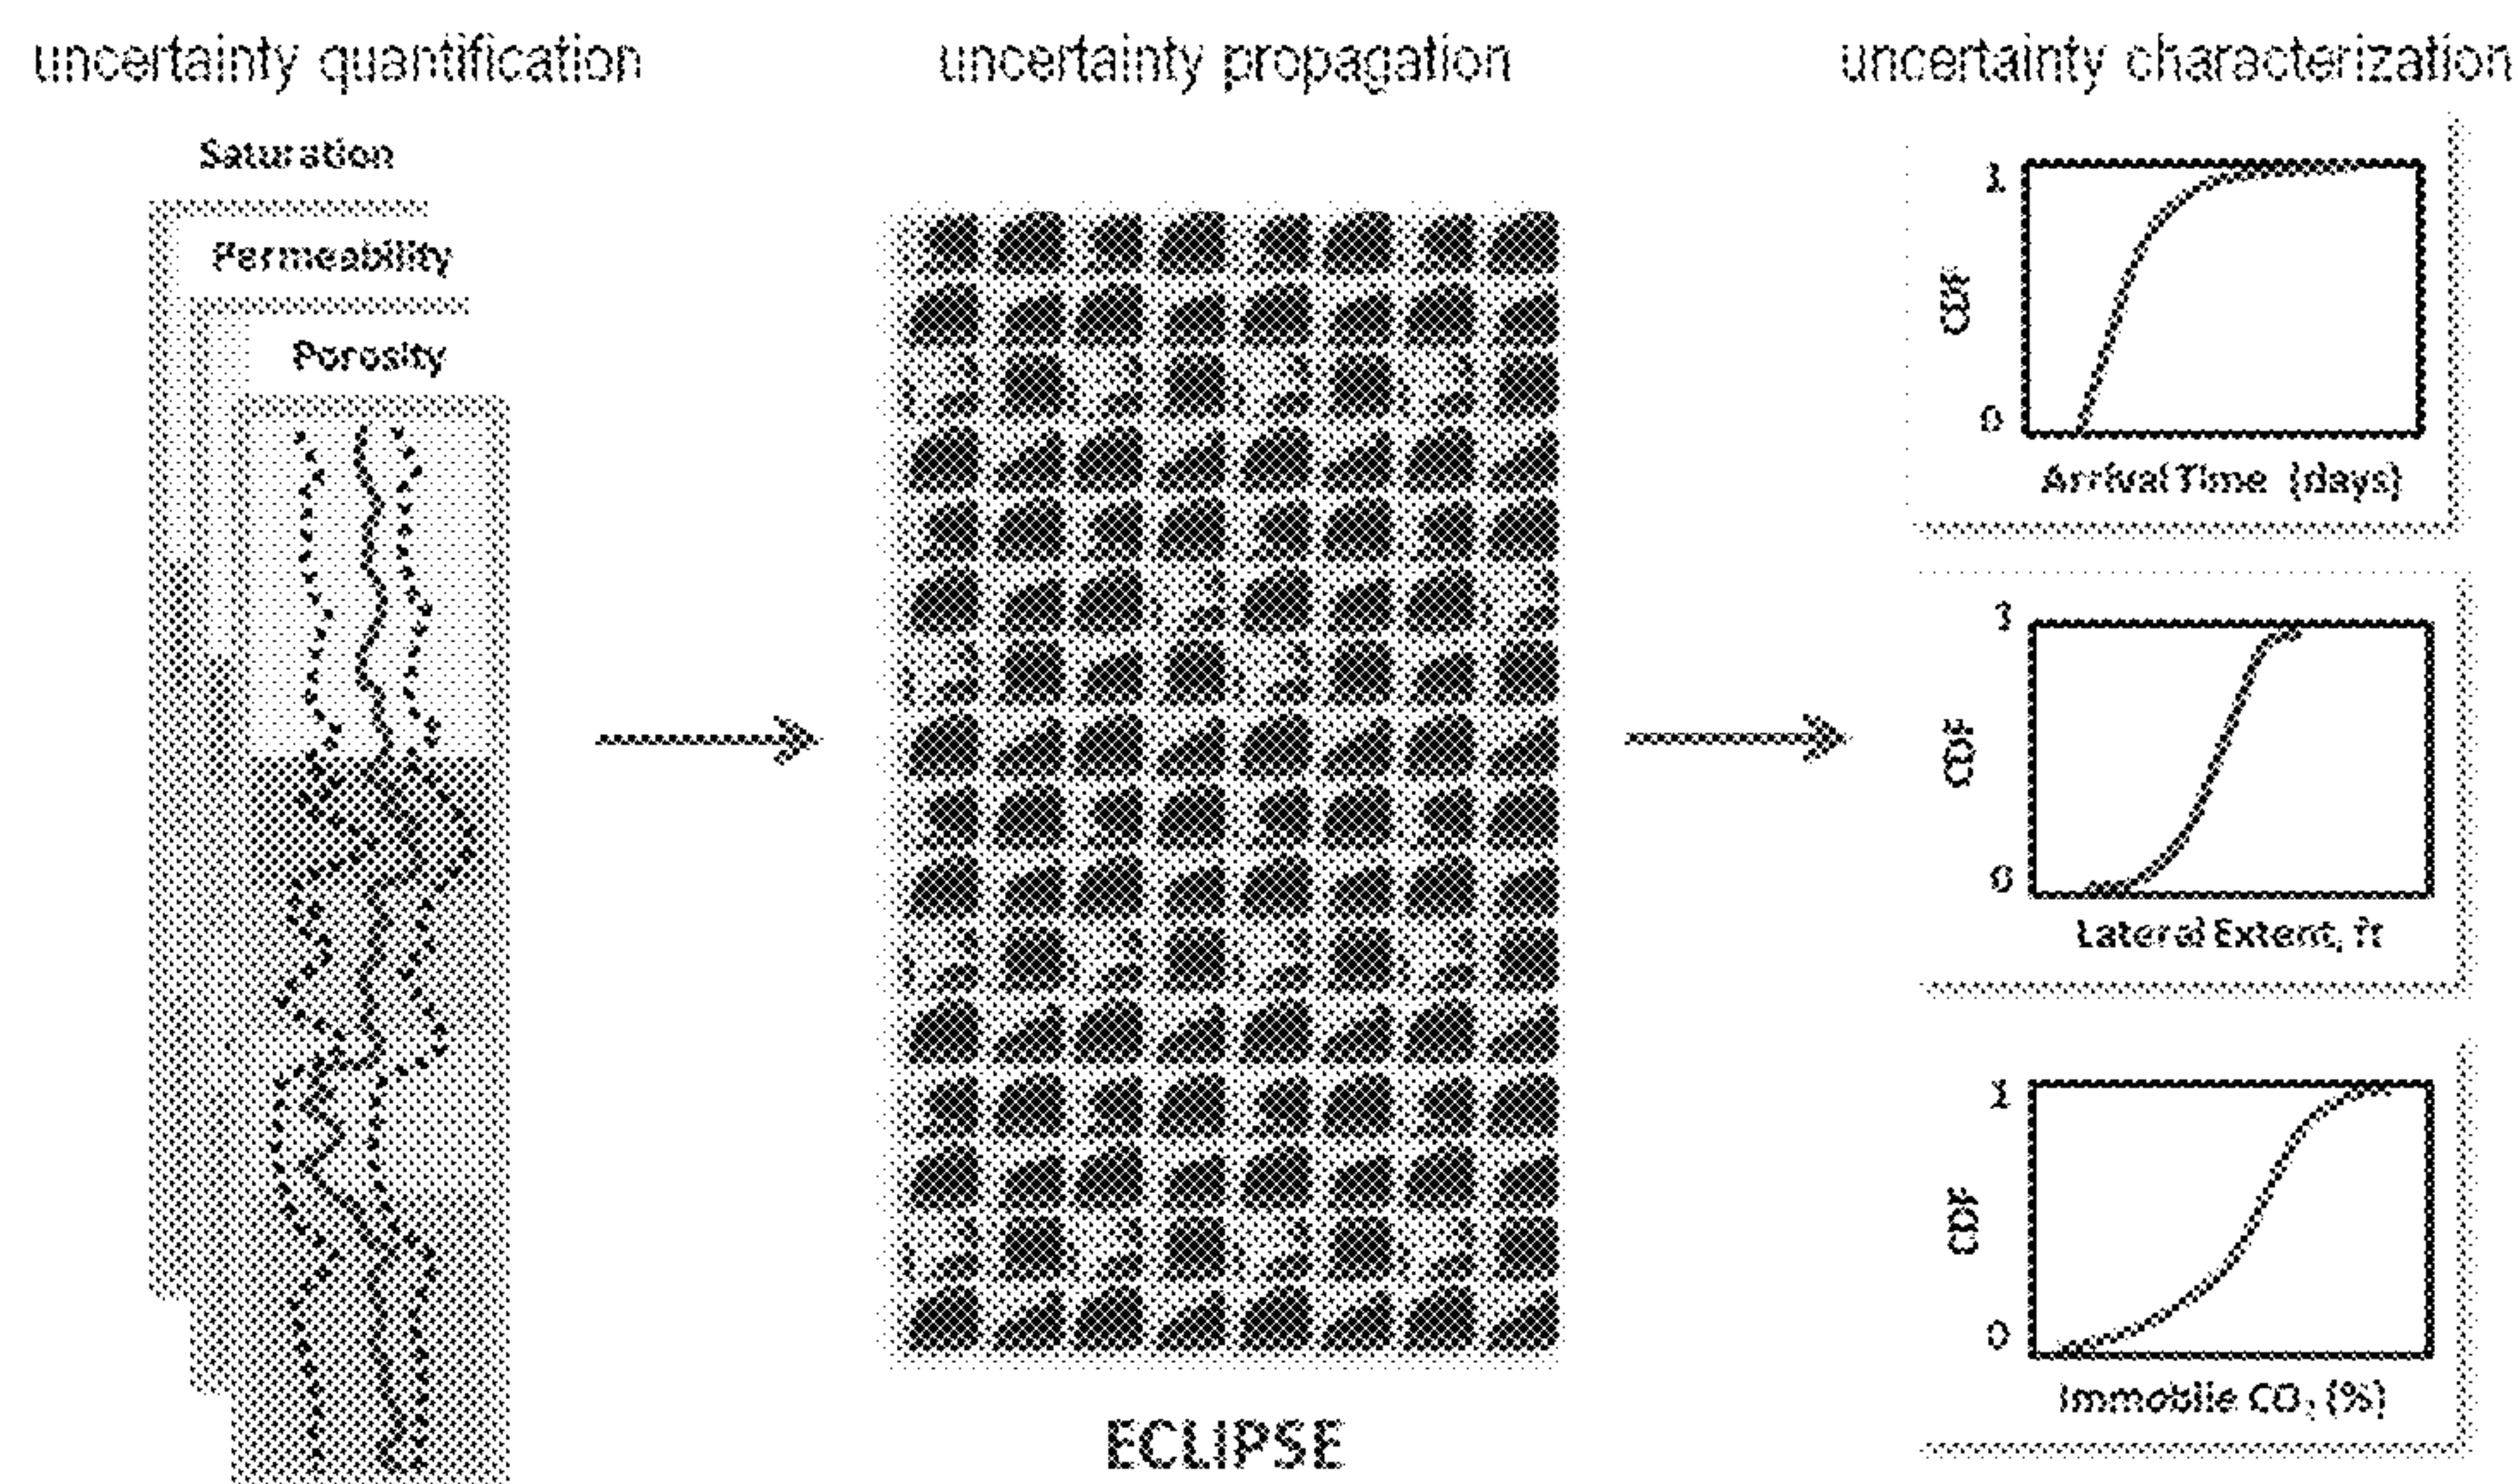 uncertainty quantification
uncertainty propagation
uncertainty characterization
Saturation
Permeability
Porosity
ECLIPSE
1
CDF
0
Arrival Time (days)
1
CDF
0
Lateral Extent, ft
1
CDF
0
Immobile CO₂ (%)